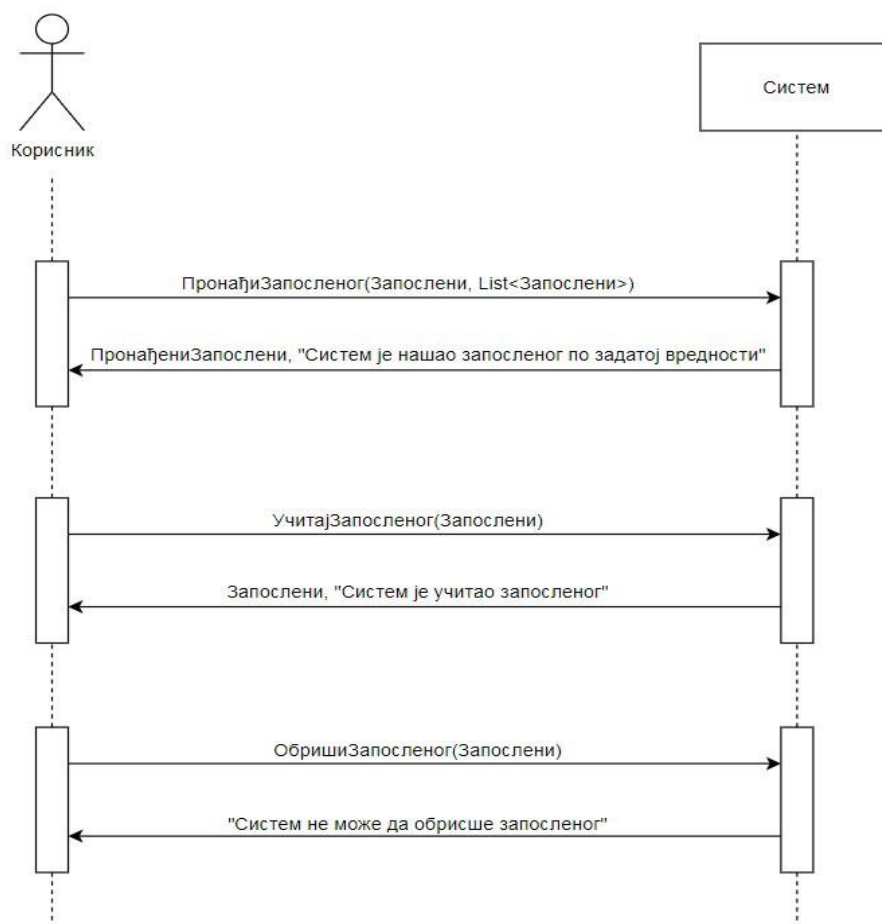 Корисник
Систем
ПронађиЗапосленог(Запослени, List<Запослени>)
ПронађениЗапослени, "Систем је нашао запосленог по задатој вредности"
УчитајЗапосленог(Запослени)
Запослени, "Систем је учитао запосленог"
ОбришиЗапосленог(Запослени)
"Систем не може да обрисше запосленог"